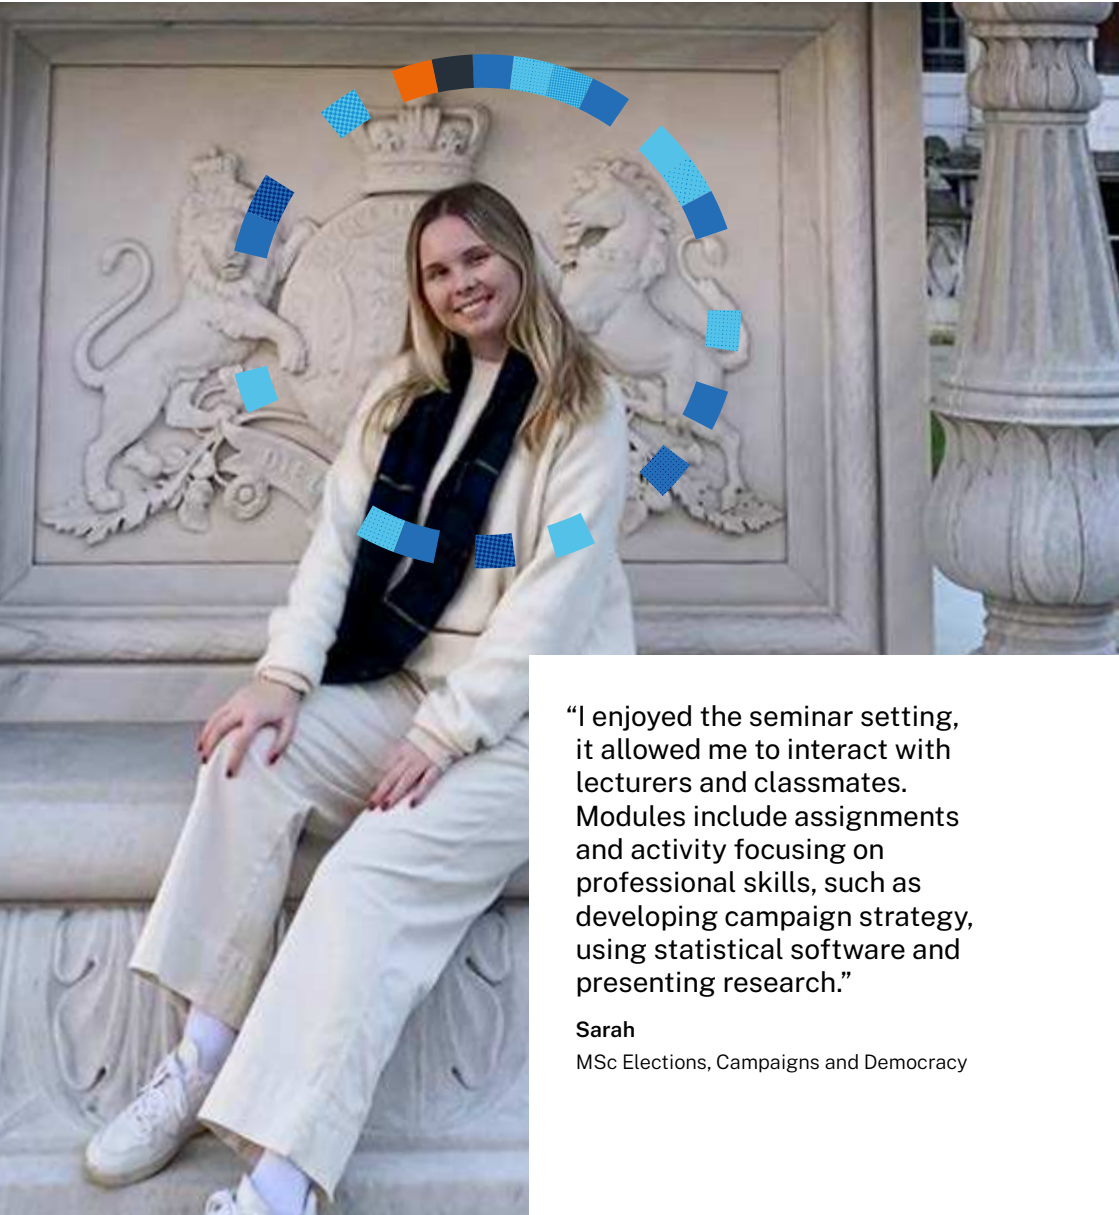 “I enjoyed the seminar setting,
it allowed me to interact with
lecturers and classmates.
Modules include assignments
and activity focusing on
professional skills, such as
developing campaign strategy,
using statistical software and
presenting research.”
Sarah
MSc Elections, Campaigns and Democracy